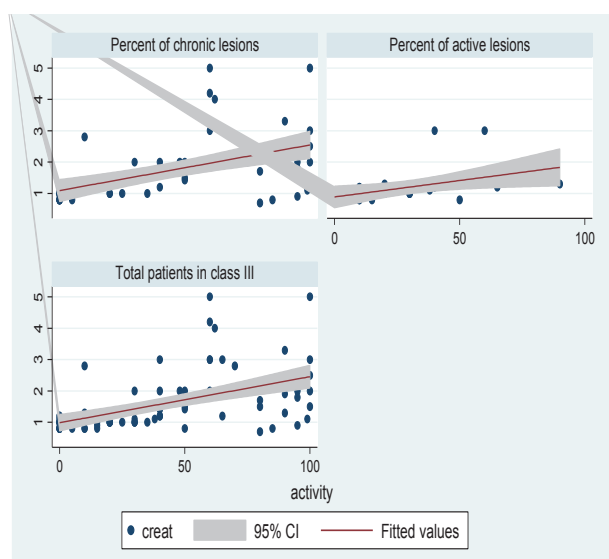 Percent of chronic lesions
Percent of active lesions
5
4
3
2
1
0 50 100
Total patients in class III
5
4
3
2
1
0 50 100
activity
creat 95% CI Fitted values